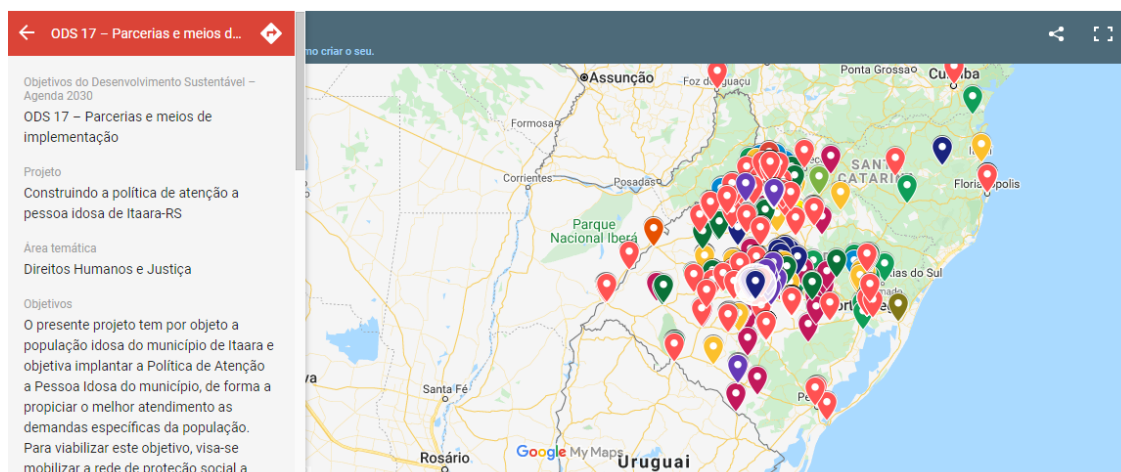 ODS 17 – Parcerias e meios d...
mo criar o seu.
Objetivos do Desenvolvimento Sustentável –
Agenda 2030
ODS 17 – Parcerias e meios de
implementação
Projeto
Construindo a política de atenção a
pessoa idosa de Itaara-RS
Área temática
Direitos Humanos e Justiça
Objetivos
O presente projeto tem por objeto a
população idosa do município de Itaara e
objetiva implantar a Política de Atenção
a Pessoa Idosa do município, de forma a
propiciar o melhor atendimento as
demandas específicas da população.
Para viabilizar este objetivo, visa-se
mobilizar a rede de proteção social a
Assunção
Foz do Iguaçu
Ponta Grossa
Curitiba
Formosa
Corrientes
Posadas
SANTA
CATARINA
Florianópolis
Parque
Nacional Iberá
ias do Sul
Santa Fé
Rosário
Google My Maps
Uruguai